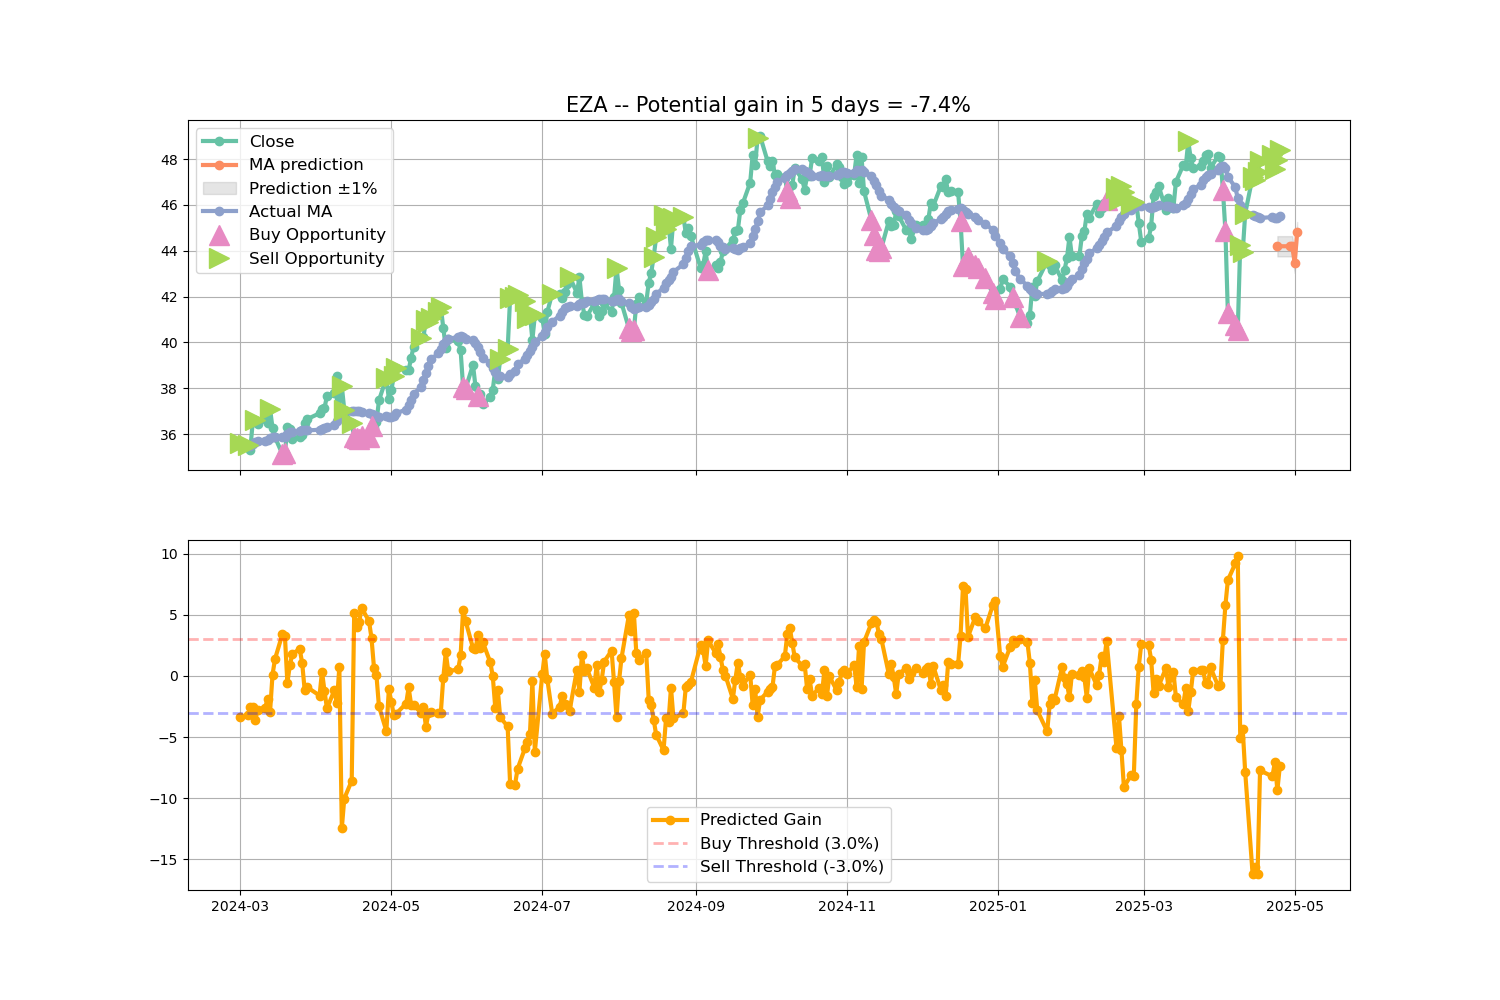 EZA -- Potential gain in 5 days = -7.4%
Close
MA prediction
Prediction ±1%
Actual MA
Buy Opportunity
Sell Opportunity
48
46
44
42
40
38
36
10
5
0
−5
−10
−15
Predicted Gain
Buy Threshold (3.0%)
Sell Threshold (-3.0%)
2024-03 2024-05 2024-07 2024-09 2024-11 2025-01 2025-03 2025-05